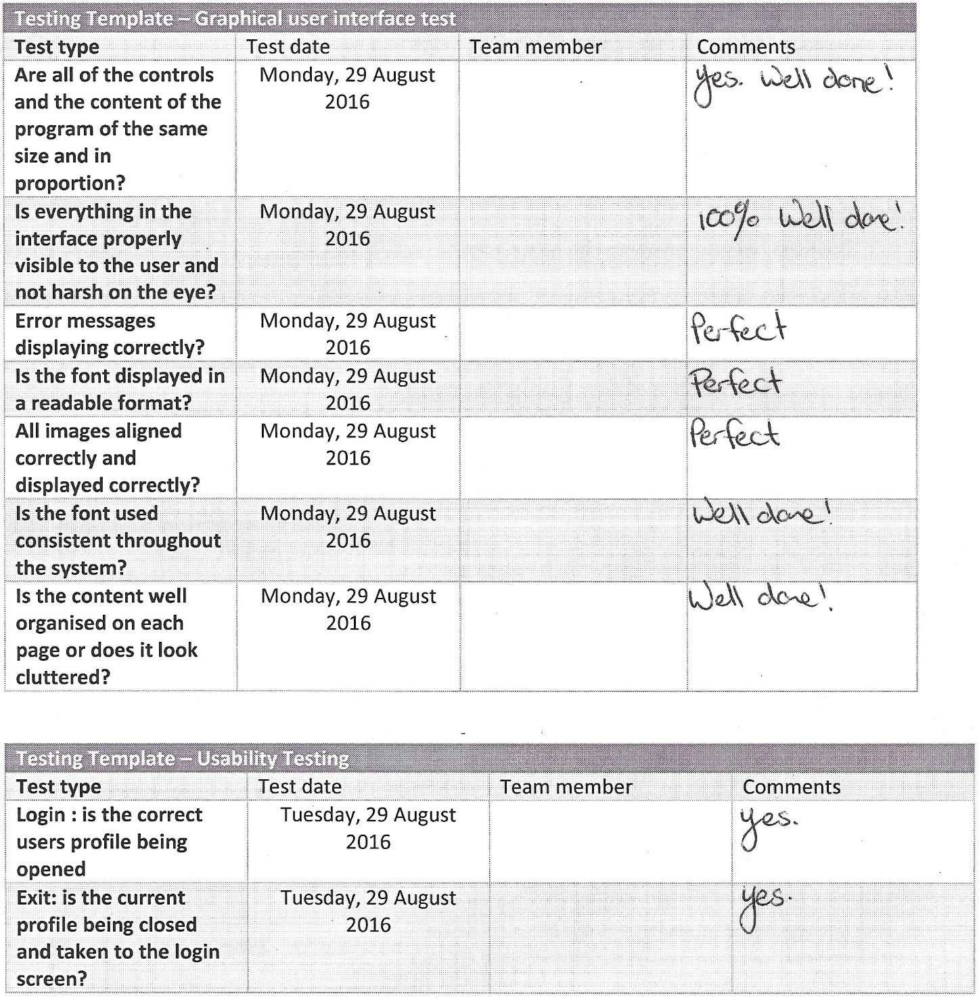 Testing Template – Graphical user interface test
Test type Test date Team member Comments
Are all of the controls Monday, 29 August yes. Well done!
and the content of the 2016
program of the same
size and in
proportion?
Is everything in the Monday, 29 August 100% Well done!
interface properly 2016
visible to the user and
not harsh on the eye?
Error messages Monday, 29 August Perfect
displaying correctly? 2016
Is the font displayed in Monday, 29 August Perfect
a readable format? 2016
All images aligned Monday, 29 August Perfect
correctly and 2016
displayed correctly?
Is the font used Monday, 29 August Well done!
consistent throughout 2016
the system?
Is the content well Monday, 29 August Well done!
organised on each 2016
page or does it look
cluttered?
Testing Template – Usability Testing
Test type Test date Team member Comments
Login : is the correct Tuesday, 29 August yes.
users profile being 2016
opened
Exit: is the current Tuesday, 29 August yes.
profile being closed 2016
and taken to the login
screen?